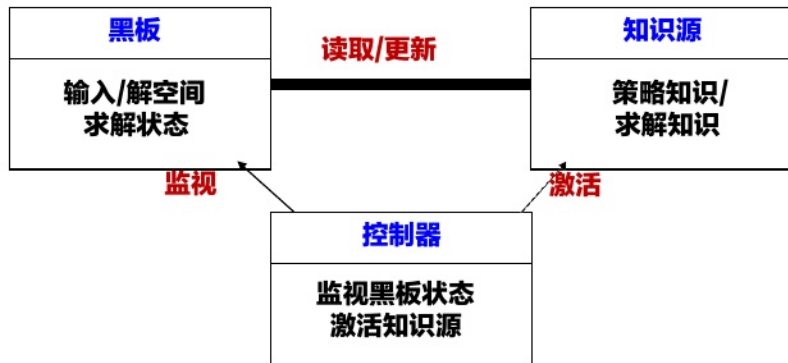 黑板
输入/解空间
求解状态
读取/更新
知识源
策略知识/
求解知识
监视
激活
控制器
监视黑板状态
激活知识源